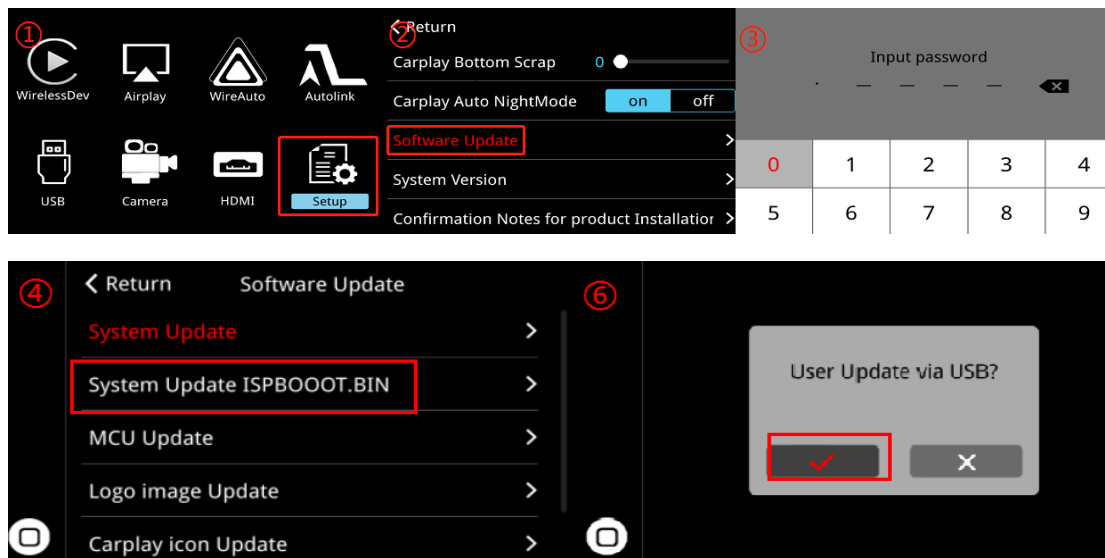 ①
WirelessDev Airplay WireAuto Autolink
USB Camera HDMI Setup
②
Return
Carplay Bottom Scrap 0
Carplay Auto NightMode on off
Software Update
System Version
Confirmation Notes for product Installation
③
Input password
0 1 2 3 4
5 6 7 8 9
④
Return Software Update
System Update
System Update ISPBOOOT.BIN
MCU Update
Logo image Update
Carplay icon Update
⑥
User Update via USB?